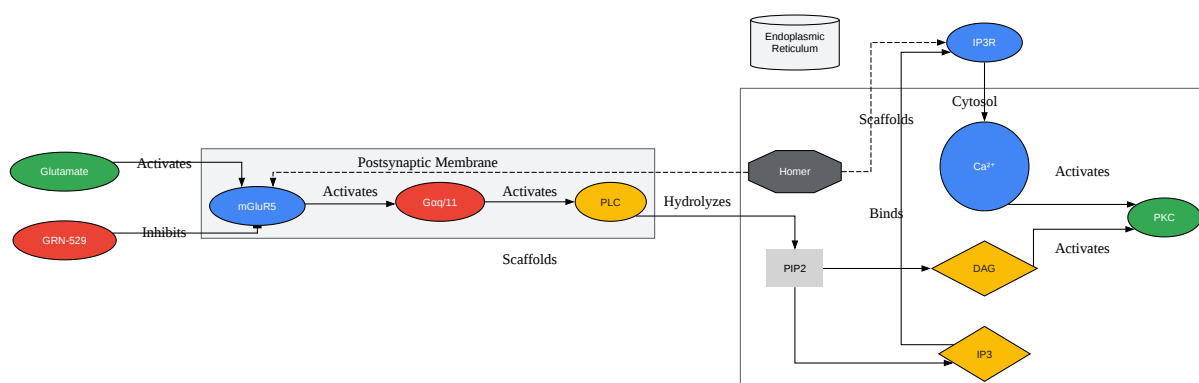 Endoplasmic
Reticulum
IP3R
Cytosol
Scaffolds
Glutamate
Activates
Postsynaptic Membrane
Homer
Ca²⁺
Activates
mGluR5
Activates
Gαq/11
Activates
PLC
Hydrolyzes
Binds
PKC
GRN-529
Inhibits
Scaffolds
PIP2
DAG
Activates
IP3